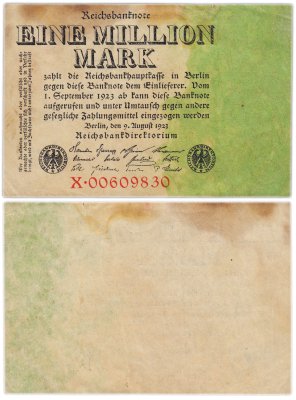 Reichsbanknote
EINE MILLION
MARK
zahlt die Reichsbankhauptkasse in Berlin
gegen diese Banknote dem Einlieferer. Vom
1. September 1923 ab kann diese Banknote
aufgerufen und unter Umtausch gegen andere
gesetzliche Zahlungsmittel eingezogen werden
Berlin, den 9. August 1923
Reichsbankdirektorium
X·00609830